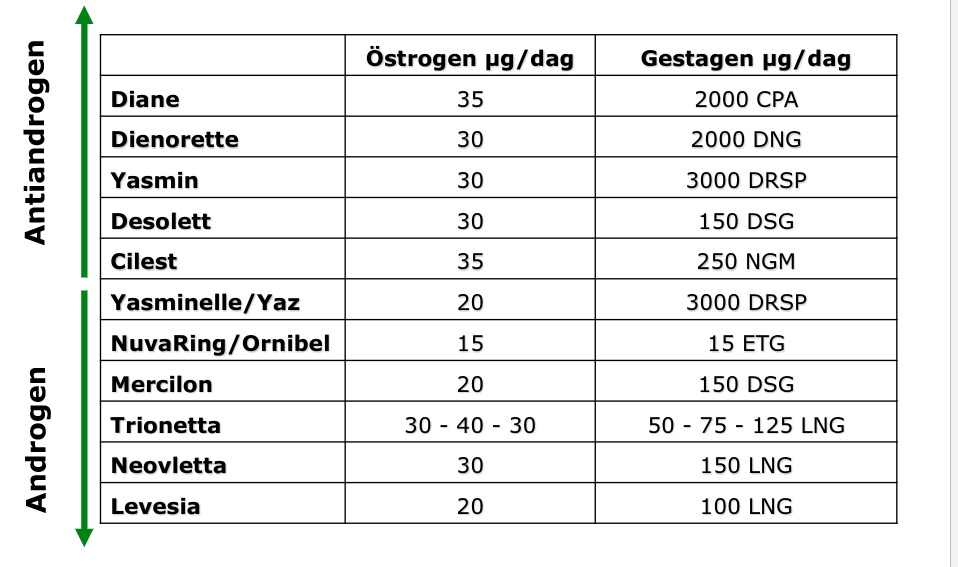 Antiandrogen
Androgen
Östrogen µg/dag Gestagen µg/dag
Diane 35 2000 CPA
Dienorette 30 2000 DNG
Yasmin 30 3000 DRSP
Desolett 30 150 DSG
Cilest 35 250 NGM
Yasminelle/Yaz 20 3000 DRSP
NuvaRing/Ornibel 15 15 ETG
Mercilon 20 150 DSG
Trionetta 30 - 40 - 30 50 - 75 - 125 LNG
Neovletta 30 150 LNG
Levesia 20 100 LNG